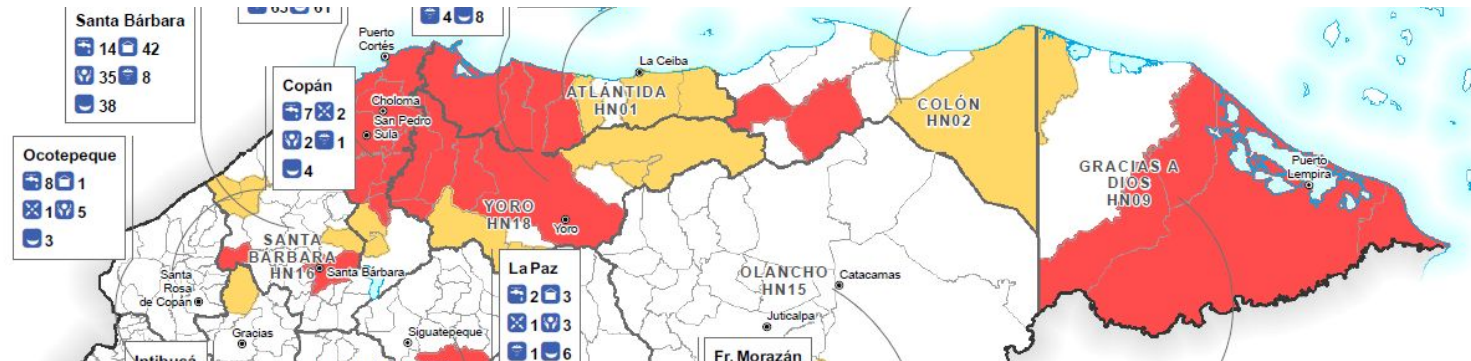 Santa Bárbara
14 42
35 8
38
63 61
4 8
Puerto
Cortés
Copán
7 2
2 1
4
Choloma
San Pedro
Sula
La Ceiba
ATLÁNTIDA
HN01
COLÓN
HN02
Ocotepeque
8 1
1 5
3
GRACIAS A
DIOS
HN09
Puerto
Lempira
YORO
HN18
Yoro
SANTA
BÁRBARA
HN16
Santa Bárbara
Santa
Rosa
de Copán
Gracias
Siguatepeque
La Paz
2 3
1 3
1 6
OLANCHO
HN15
Catacamas
Juticalpa
Intibucá
Fr. Morazán